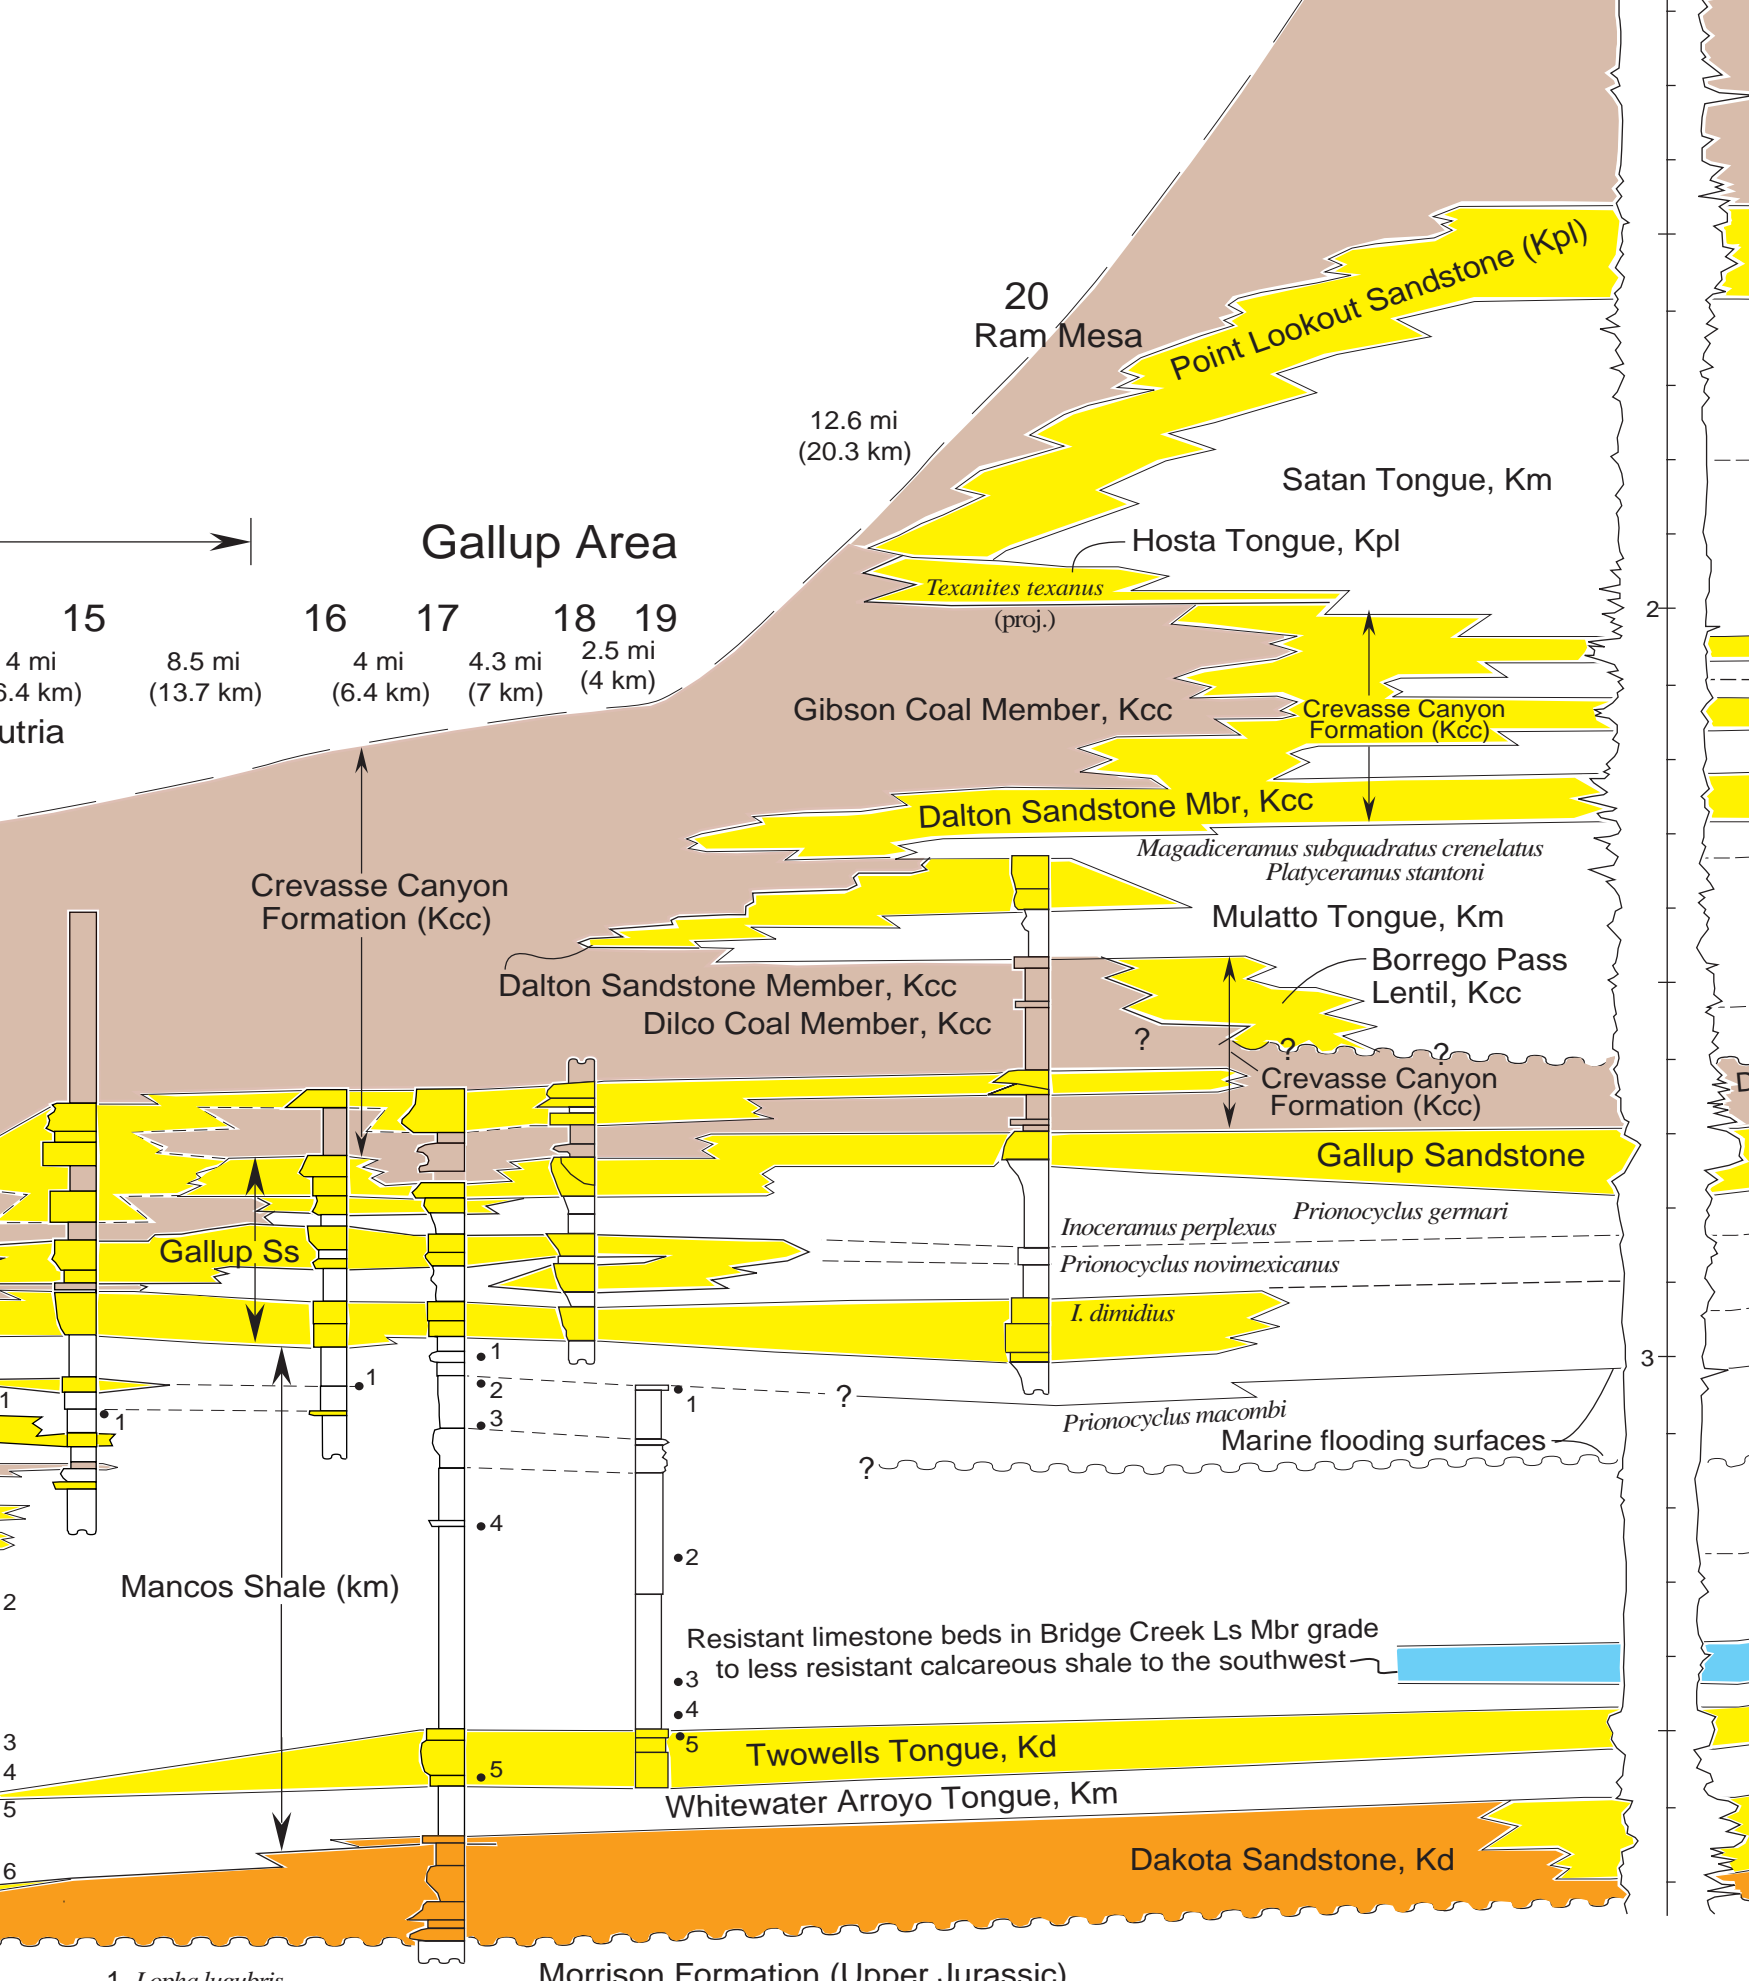 20
Ram Mesa
12.6 mi
(20.3 km)
Point Lookout Sandstone (Kpl)
Satan Tongue, Km
Hosta Tongue, Kpl
Texanites texanus
(proj.)
Gallup Area
15
16
17
18
19
4 mi
6.4 km)
8.5 mi
(13.7 km)
4 mi
(6.4 km)
4.3 mi
(7 km)
2.5 mi
(4 km)
utria
2
Gibson Coal Member, Kcc
Crevasse Canyon
Formation (Kcc)
Dalton Sandstone Mbr, Kcc
Magadiceramus subquadratus crenelatus
Platyceramus stantoni
Crevasse Canyon
Formation (Kcc)
Mulatto Tongue, Km
Borrego Pass
Lentil, Kcc
Dalton Sandstone Member, Kcc
Dilco Coal Member, Kcc
?
?
?
Crevasse Canyon
Formation (Kcc)
D
Gallup Sandstone
Gallup Ss
Prionocyclus germari
Inoceramus perplexus
Prionocyclus novimexicanus
I. dimidius
3
1
1
1
1
2
3
4
5
?
1
2
3
4
5
Prionocyclus macombi
Marine flooding surfaces
?
Mancos Shale (km)
2
3
4
5
6
Resistant limestone beds in Bridge Creek Ls Mbr grade
to less resistant calcareous shale to the southwest
Twowells Tongue, Kd
Whitewater Arroyo Tongue, Km
Dakota Sandstone, Kd
1 Lopha lugubris
Morrison Formation (Upper Jurassic)